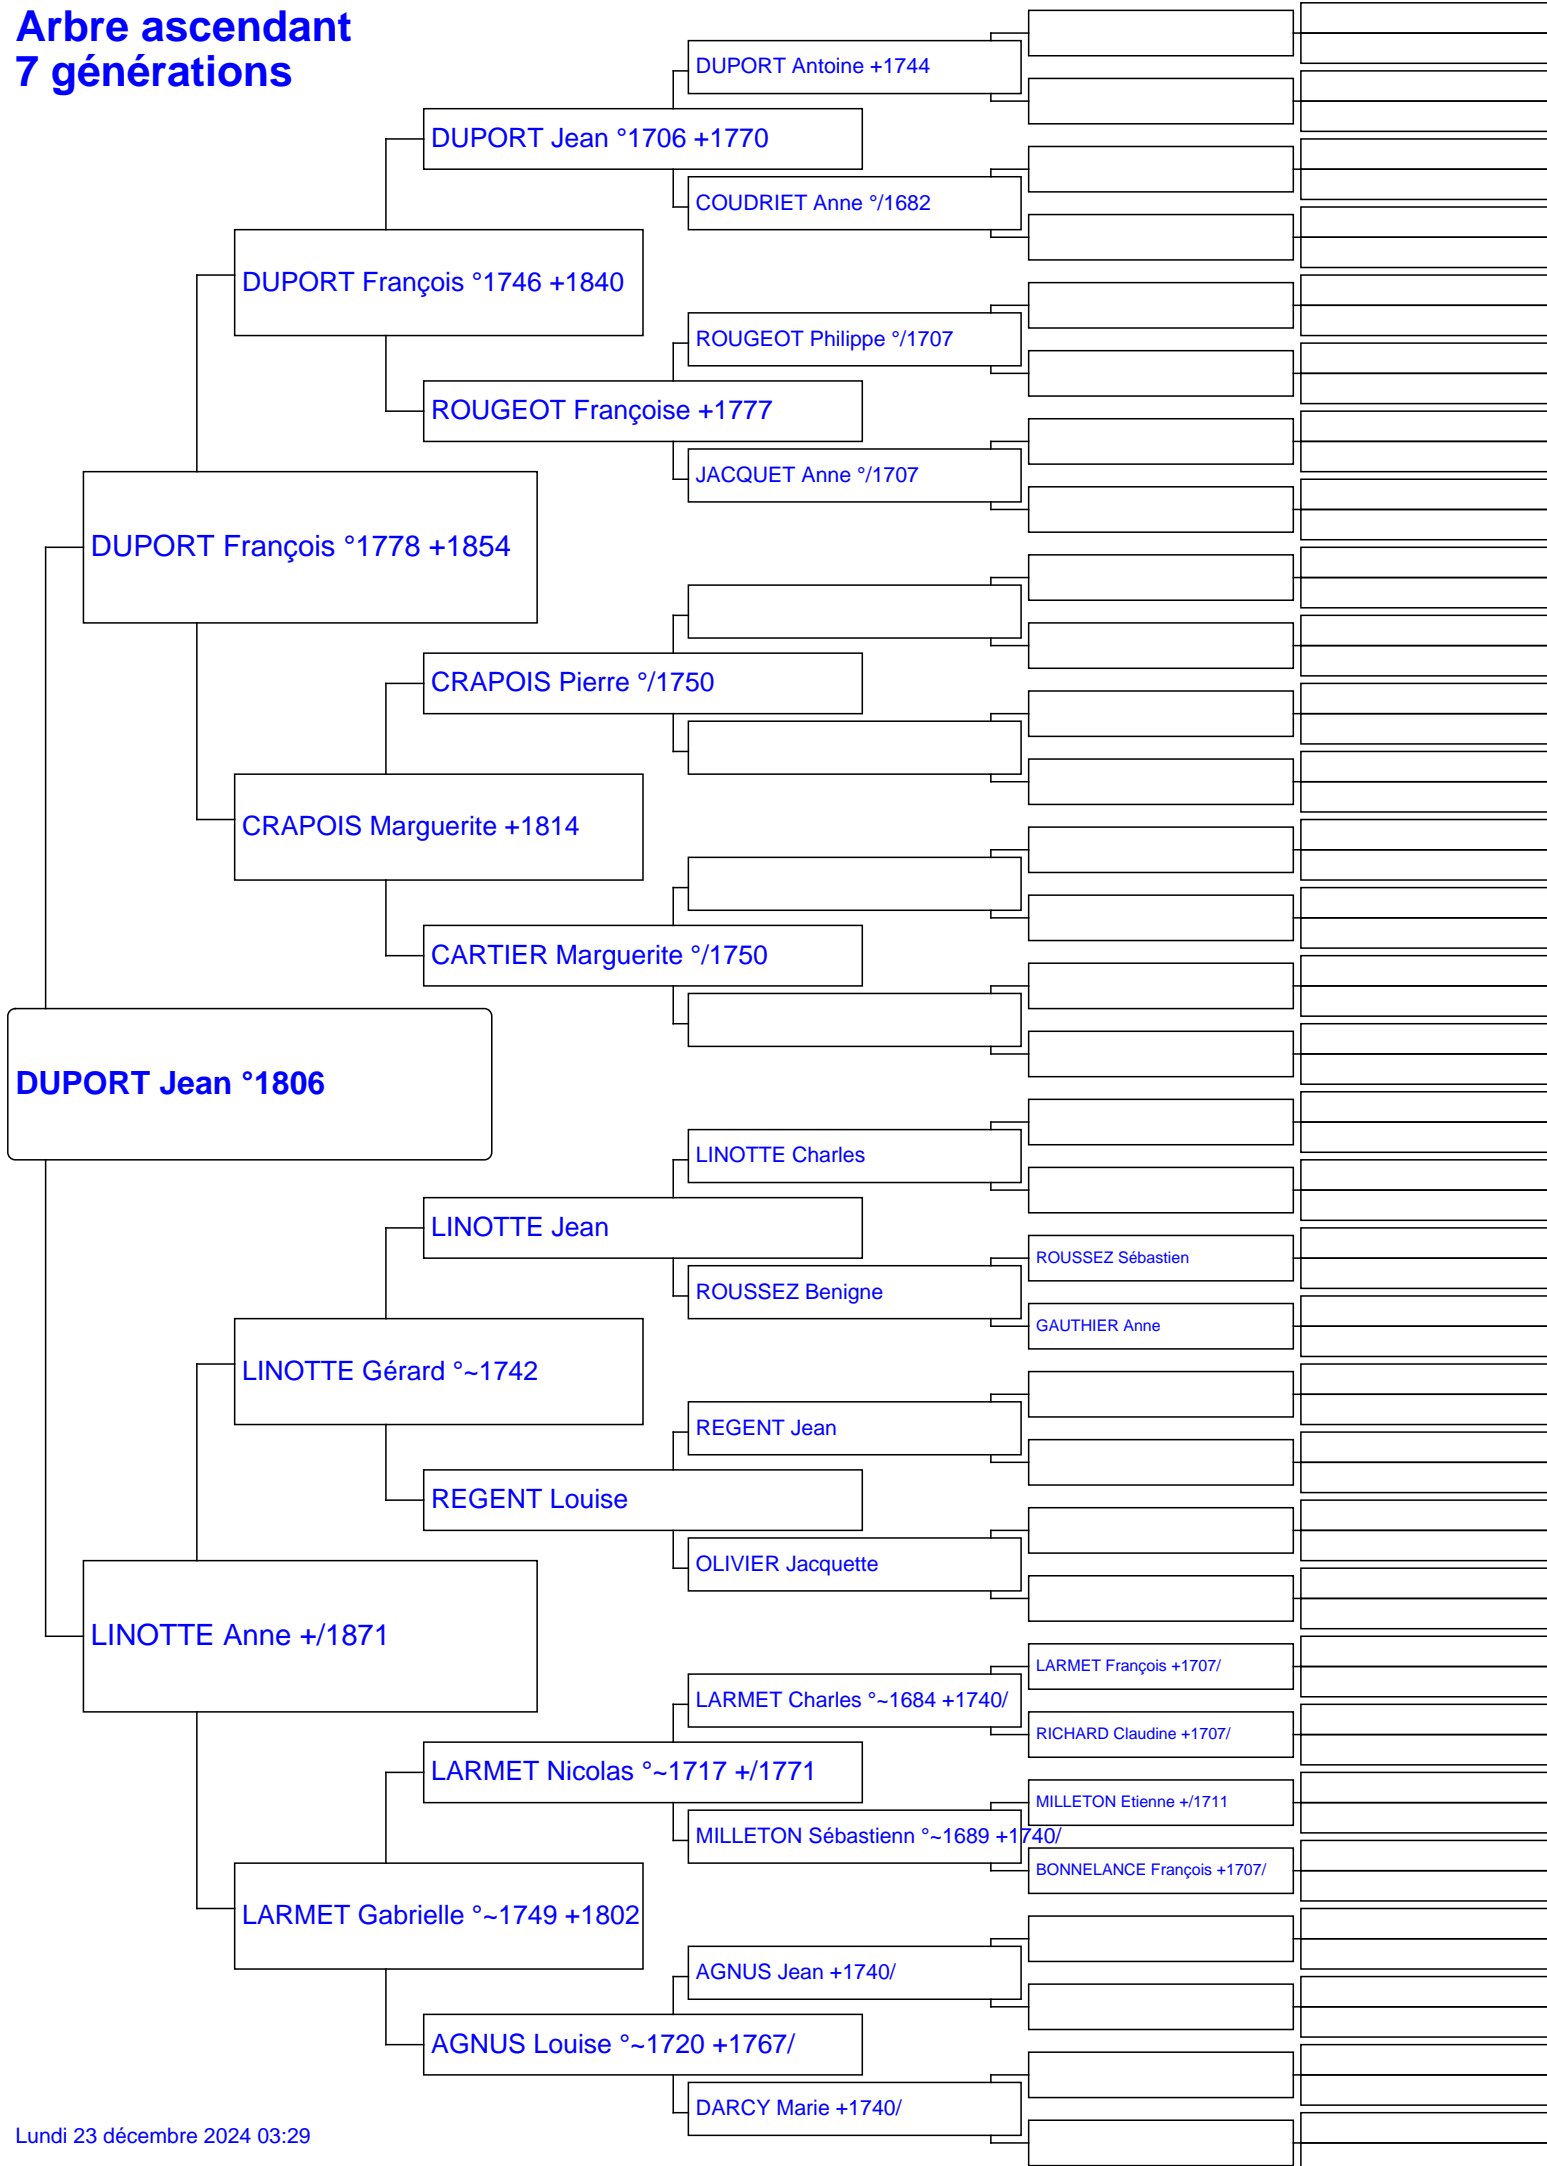 Arbre ascendant
7 générations
DUPORT Antoine +1744
DUPORT Jean °1706 +1770
COUDRIET Anne °/1682
DUPORT François °1746 +1840
ROUGEOT Philippe °/1707
ROUGEOT Françoise +1777
JACQUET Anne °/1707
DUPORT François °1778 +1854
CRAPOIS Pierre °/1750
CRAPOIS Marguerite +1814
CARTIER Marguerite °/1750
DUPORT Jean °1806
LINOTTE Charles
LINOTTE Jean
ROUSSEZ Sébastien
ROUSSEZ Benigne
GAUTHIER Anne
LINOTTE Gérard °~1742
REGENT Jean
REGENT Louise
OLIVIER Jacquette
LINOTTE Anne +/1871
LARMET François +1707/
LARMET Charles °~1684 +1740/
RICHARD Claudine +1707/
LARMET Nicolas °~1717 +/1771
MILLETON Etienne +/1711
MILLETON Sébastienn °~1689 +1740/
BONNELANCE François +1707/
LARMET Gabrielle °~1749 +1802
AGNUS Jean +1740/
AGNUS Louise °~1720 +1767/
DARCY Marie +1740/
Lundi 23 décembre 2024 03:29